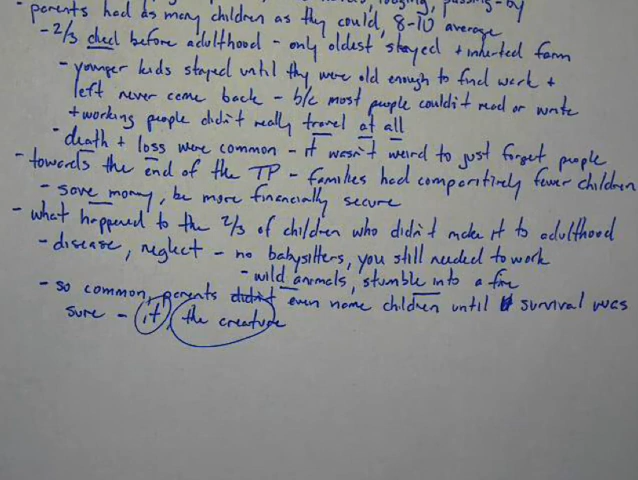 lodging, passing-by
- parents had as many children as they could, 8-10 average
- 2/3 died before adulthood - only oldest stayed + inherited farm
- younger kids stayed until they were old enough to find work +
left never come back - b/c most people couldn't read or write
+ working people didn't really travel at all
- death + loss were common - it wasn't weird to just forget people
- towards the end of the TP - families had comparitively fewer children
- save money, be more financially secure
- what happened to the 2/3 of children who didn't make it to adulthood
- disease, neglect - no babysitters, you still needed to work
- wild animals, stumble into a fire
- so common, parents didn't even name children until survival was
sure - it, the creature